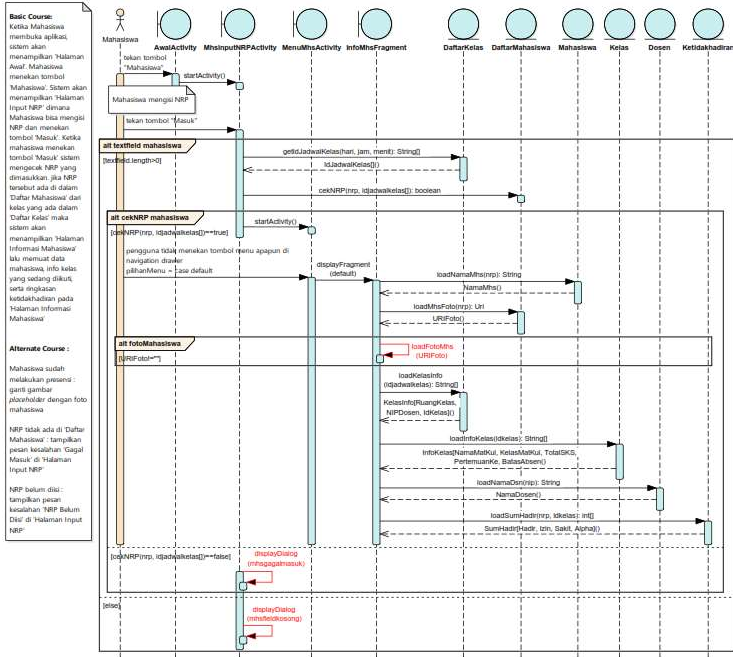 Basic Course:
Ketika Mahasiswa
membuka aplikasi,
sistem akan
menampilkan 'Halaman
Awal'. Mahasiswa
menekan tombol
'Mahasiswa'. Sistem akan
menampilkan 'Halaman
Input NRP' dimana
Mahasiswa bisa mengisi
NRP dan menekan
tombol 'Masuk'. Ketika
mahasiswa menekan
tombol 'Masuk' sistem
mengecek NRP yang
dimasukkan. jika NRP
tersebut ada di dalam
'Daftar Mahasiswa' dari
kelas yang ada dalam
'Daftar Kelas' maka
sistem akan
menampilkan 'Halaman
Informasi Mahasiswa'
lalu memuat data
mahasiswa, info kelas
yang sedang diikuti,
serta ringkasan
ketidakhadiran pada
'Halaman Informasi
Mahasiswa'
Alternate Course :
Mahasiswa sudah
melakukan presensi :
ganti gambar
placeholder dengan foto
mahasiswa
NRP tidak ada di 'Daftar
Mahasiswa' : tampilkan
pesan kesalahan 'Gagal
Masuk' di 'Halaman
Input NRP'
NRP belum diisi :
tampilkan pesan
kesalahan 'NRP Belum
Diisi' di 'Halaman Input
NRP'
Mahasiswa
AwalActivity
MhsInputNRPActivity
MenuMhsActivity
InfoMhsFragment
DaftarKelas
DaftarMahasiswa
Mahasiswa
Kelas
Dosen
Ketidakhadiran
tekan tombol
"Mahasiswa"
startActivity()
Mahasiswa mengisi NRP
tekan tombol "Masuk"
alt textfield mahasiswa
[textfield.length>0]
getIdJadwalKelas(hari, jam, menit): String[]
IdJadwalKelas[]()
cekNRP(nrp, idjadwalkelas[]): boolean
alt cekNRP mahasiswa
[cekNRP(nrp, idjadwalkelas[])==true]
startActivity()
pengguna tidak menekan tombol menu apapun di
navigation drawer
pilihanMenu = case default
displayFragment
(default)
loadNamaMhs(nrp): String
NamaMhs()
loadMhsFoto(nrp): Uri
URIFoto()
alt fotoMahasiswa
[URIFoto!=""]
loadFotoMhs
(URIFoto)
loadKelasInfo
(idjadwalkelas): String[]
KelasInfo[RuangKelas,
NIPDosen, IdKelas]()
loadInfoKelas(idkelas): String[]
InfoKelas[NamaMatKul, KelasMatKul, TotalSKS,
PertemuanKe, BatasAbsen]()
loadNamaDsn(nip): String
NamaDosen()
loadSumHadir(nrp, idkelas): int[]
SumHadir[Hadir, Izin, Sakit, Alpha]()
[cekNRP(nrp, idjadwalkelas[])==false]
displayDialog
(mhsgagalmasuk)
[else]
displayDialog
(mhsfieldkosong)